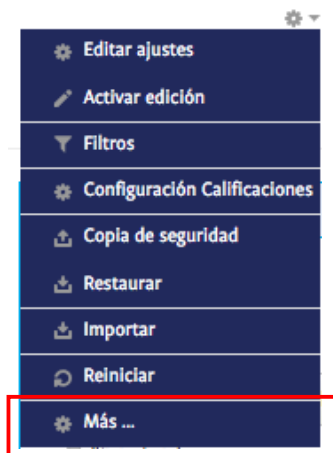 Editar ajustes
Activar edición
Filtros
Configuración Calificaciones
Copia de seguridad
Restaurar
Importar
Reiniciar
Más ...